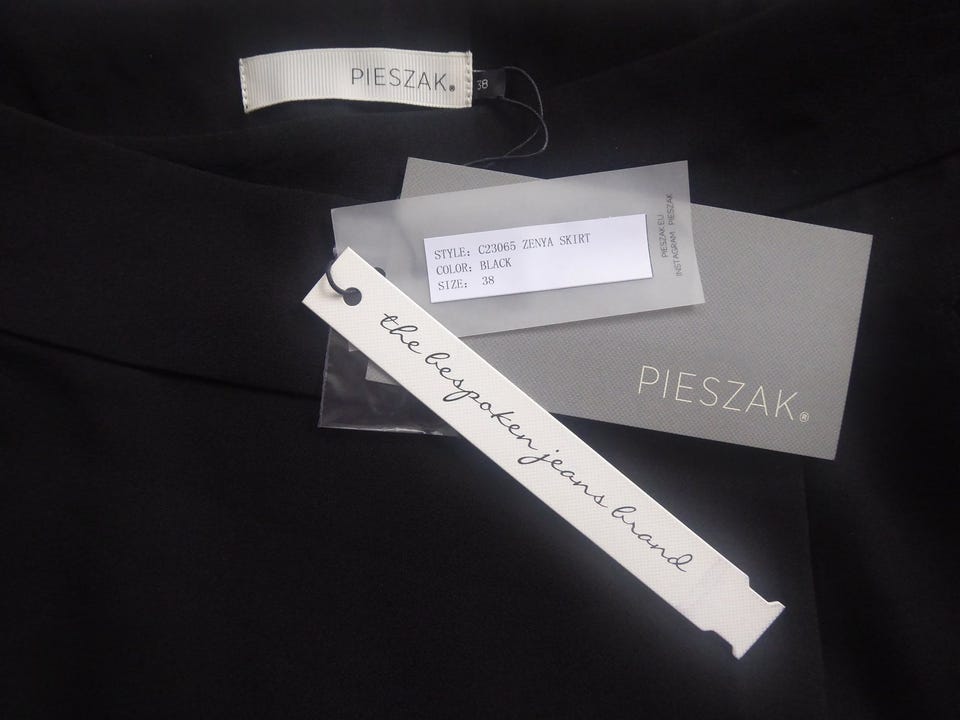 PIESZAK®
38
STYLE: C23065 ZENYA SKIRT
COLOR: BLACK
SIZE: 38
PIESZAK.EU
INSTAGRAM PIESZAK
PIESZAK®
the bespoken jeans brand